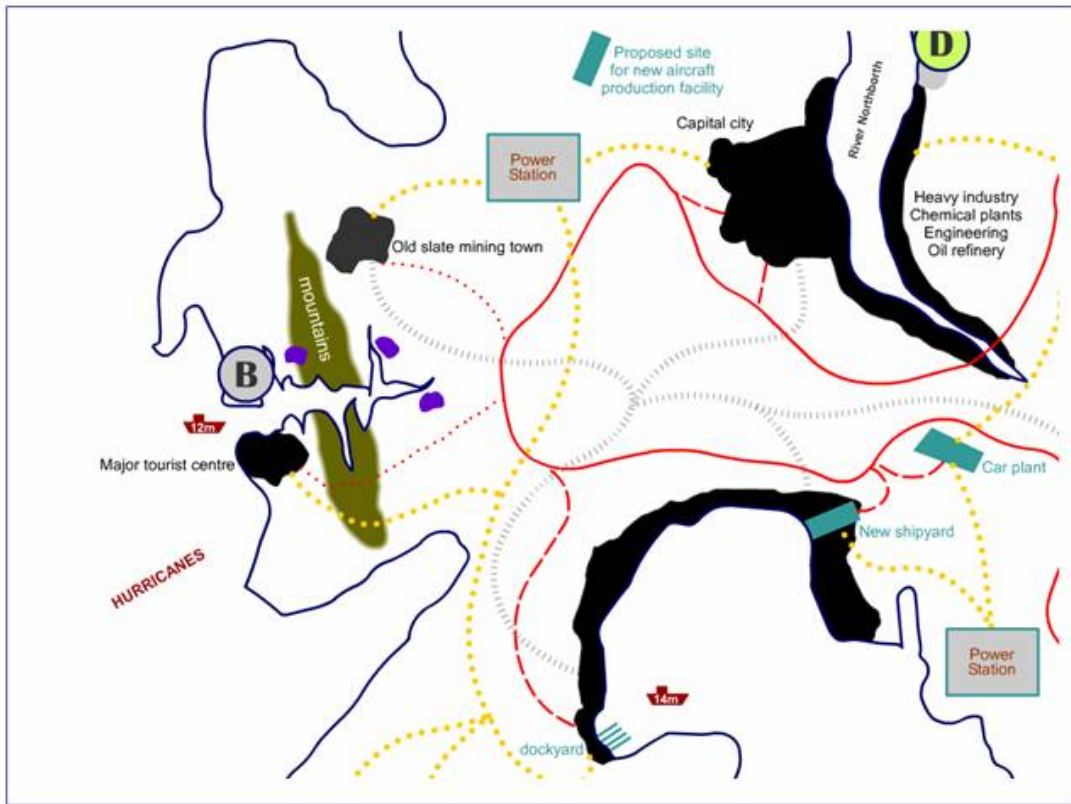 D
Proposed site
for new aircraft
production facility
Capital city
River Northborth
Power
Station
Heavy industry
Chemical plants
Engineering
Oil refinery
Old slate mining town
mountains
B
12m
Major tourist centre
Car plant
New shipyard
HURRICANES
Power
Station
14m
dockyard